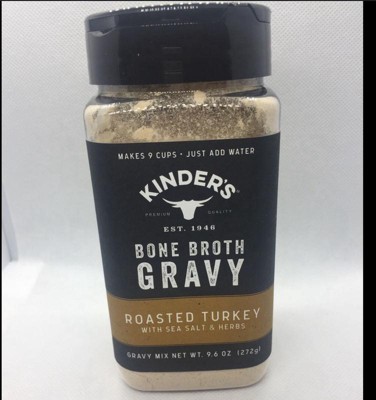 MAKES 9 CUPS • JUST ADD WATER
KINDER'S
PREMIUM QUALITY
EST. 1946
BONE BROTH
GRAVY
ROASTED TURKEY
WITH SEA SALT & HERBS
GRAVY MIX NET WT. 9.6 OZ (272g)